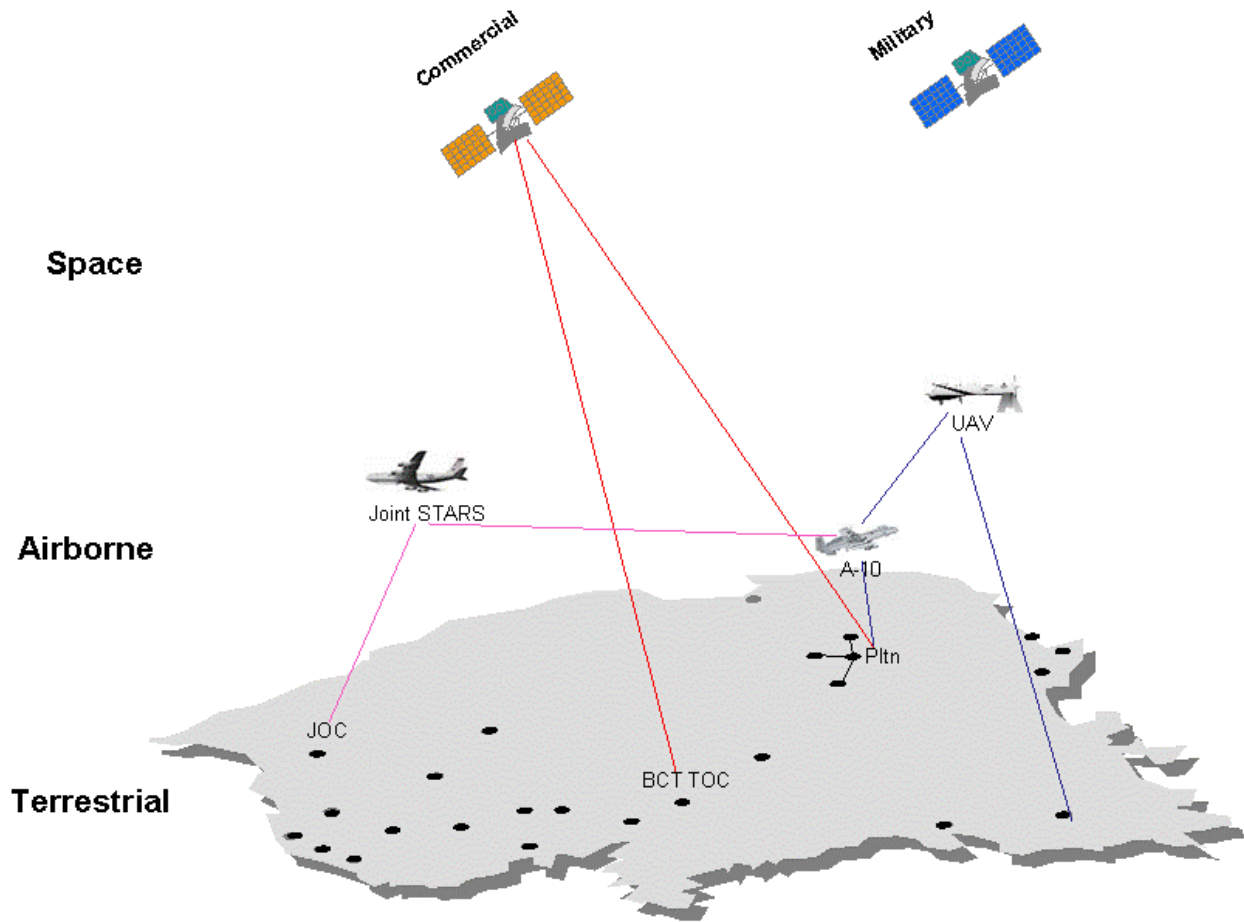 Commercial
Military
Space
UAV
Joint STARS
Airborne
A-10
Pltn
JOC
BCT TOC
Terrestrial